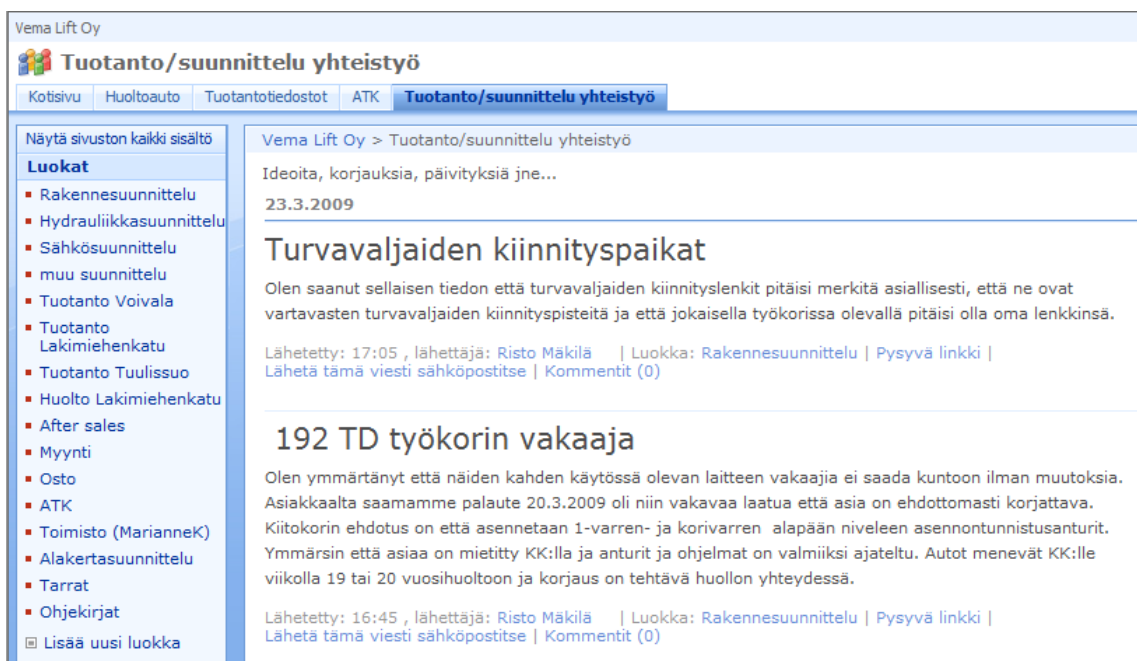 Vema Lift Oy
Tuotanto/suunnittelu yhteistyö
Kotisivu Huoltoauto Tuotantotiedostot ATK Tuotanto/suunnittelu yhteistyö
Näytä sivuston kaikki sisältö
Luokat
Rakennesuunnittelu
Hydrauliikkasuunnittelu
Sähkösuunnittelu
muu suunnittelu
Tuotanto Voivala
Tuotanto
Lakimiehenkatu
Tuotanto Tuulissuo
Huolto Lakimiehenkatu
After sales
Myynti
Osto
ATK
Toimisto (MarianneK)
Alakertasuunnittelu
Tarrat
Ohjekirjat
Lisää uusi luokka
Vema Lift Oy > Tuotanto/suunnittelu yhteistyö
Ideoita, korjauksia, päivityksiä jne...
23.3.2009
Turvavaljaiden kiinnityspaikat
Olen saanut sellaisen tiedon että turvavaljaiden kiinnityslenkit pitäisi merkitä asiallisesti, että ne ovat
vartavasten turvavaljaiden kiinnityspisteitä ja että jokaisella työkorissa olevallä pitäisi olla oma lenkkinsä.
Lähetetty: 17:05 , lähettäjä: Risto Mäkilä | Luokka: Rakennesuunnittelu | Pysyvä linkki |
Lähetä tämä viesti sähköpostitse | Kommentit (0)
192 TD työkorin vakaaja
Olen ymmärtänyt että näiden kahden käytössä olevan laitteen vakaajia ei saada kuntoon ilman muutoksia.
Asiakkaalta saamamme palaute 20.3.2009 oli niin vakavaa laatua että asia on ehdottomasti korjattava.
Kiitokorin ehdotus on että asennetaan 1-varren- ja korivarren alapään niveleen asennontunnistusanturit.
Ymmärsin että asiaa on mietitty KK:lla ja anturit ja ohjelmat on valmiiksi ajateltu. Autot menevät KK:lle
viikolla 19 tai 20 vuosihuoltoon ja korjaus on tehtävä huollon yhteydessä.
Lähetetty: 16:45 , lähettäjä: Risto Mäkilä | Luokka: Rakennesuunnittelu | Pysyvä linkki |
Lähetä tämä viesti sähköpostitse | Kommentit (0)